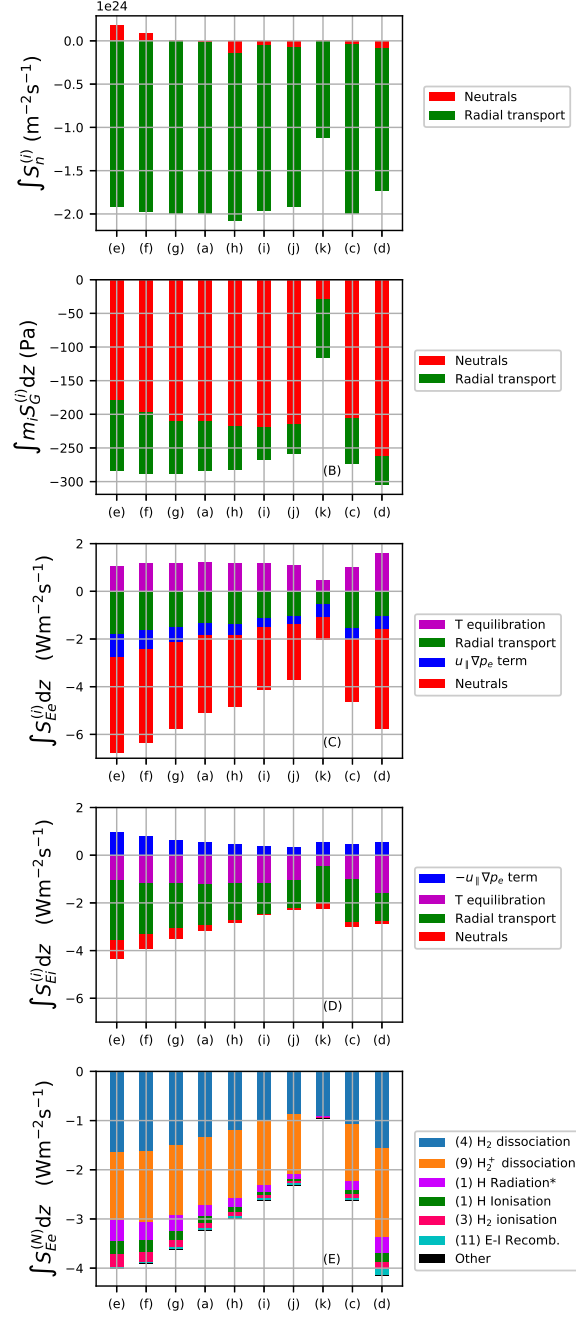 1e24
∫ S_n^(i) (m⁻²s⁻¹)
0.0
−0.5
−1.0
−1.5
−2.0
(e) (f) (g) (a) (h) (i) (j) (k) (c) (d)
Neutrals
Radial transport
∫ m_i S_G^(i) dz (Pa)
0
−50
−100
−150
−200
−250
−300
(B)
(e) (f) (g) (a) (h) (i) (j) (k) (c) (d)
Neutrals
Radial transport
∫ S_Ee^(i) dz (Wm⁻²s⁻¹)
2
0
−2
−4
−6
(C)
(e) (f) (g) (a) (h) (i) (j) (k) (c) (d)
T equilibration
Radial transport
u_∥∇p_e term
Neutrals
∫ S_Ei^(i) dz (Wm⁻²s⁻¹)
2
0
−2
−4
−6
(D)
(e) (f) (g) (a) (h) (i) (j) (k) (c) (d)
−u_∥∇p_e term
T equilibration
Radial transport
Neutrals
∫ S_Ee^(N) dz (Wm⁻²s⁻¹)
0
−1
−2
−3
−4
(E)
(e) (f) (g) (a) (h) (i) (j) (k) (c) (d)
(4) H₂ dissociation
(9) H₂⁺ dissociation
(1) H Radiation*
(1) H Ionisation
(3) H₂ ionisation
(11) E-I Recomb.
Other